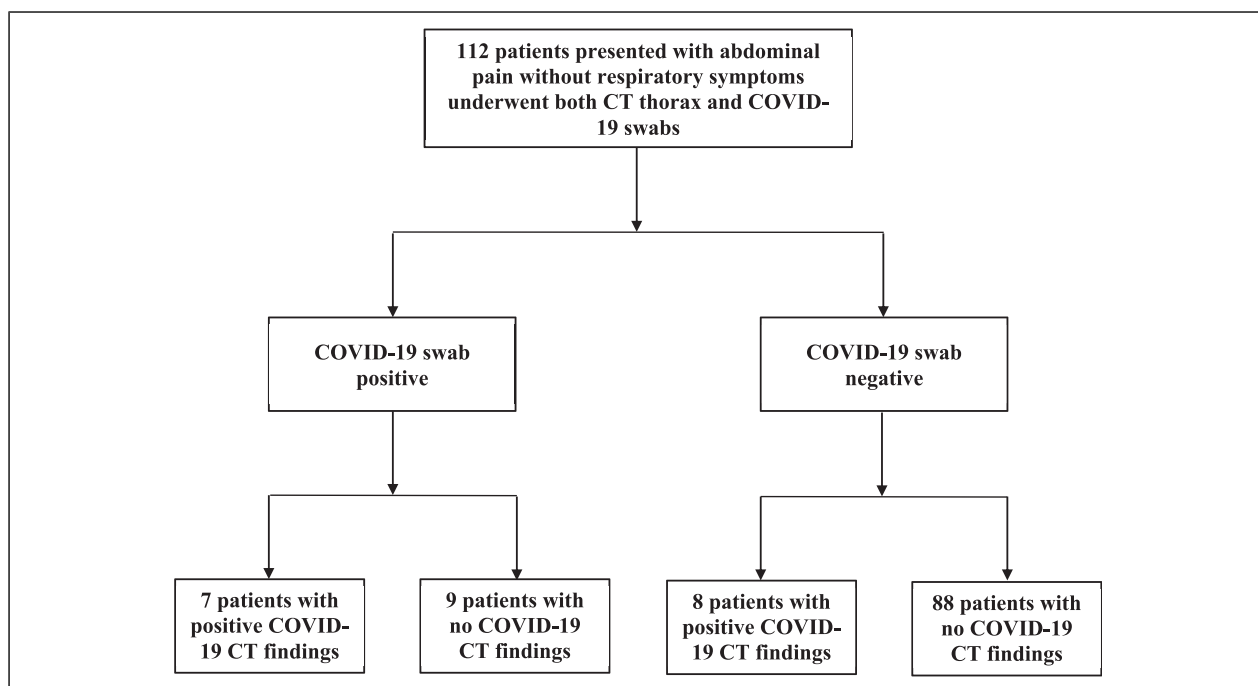 112 patients presented with abdominal
pain without respiratory symptoms
underwent both CT thorax and COVID-
19 swabs
COVID-19 swab
positive
COVID-19 swab
negative
7 patients with
positive COVID-
19 CT findings
9 patients with
no COVID-19
CT findings
8 patients with
positive COVID-
19 CT findings
88 patients with
no COVID-19
CT findings